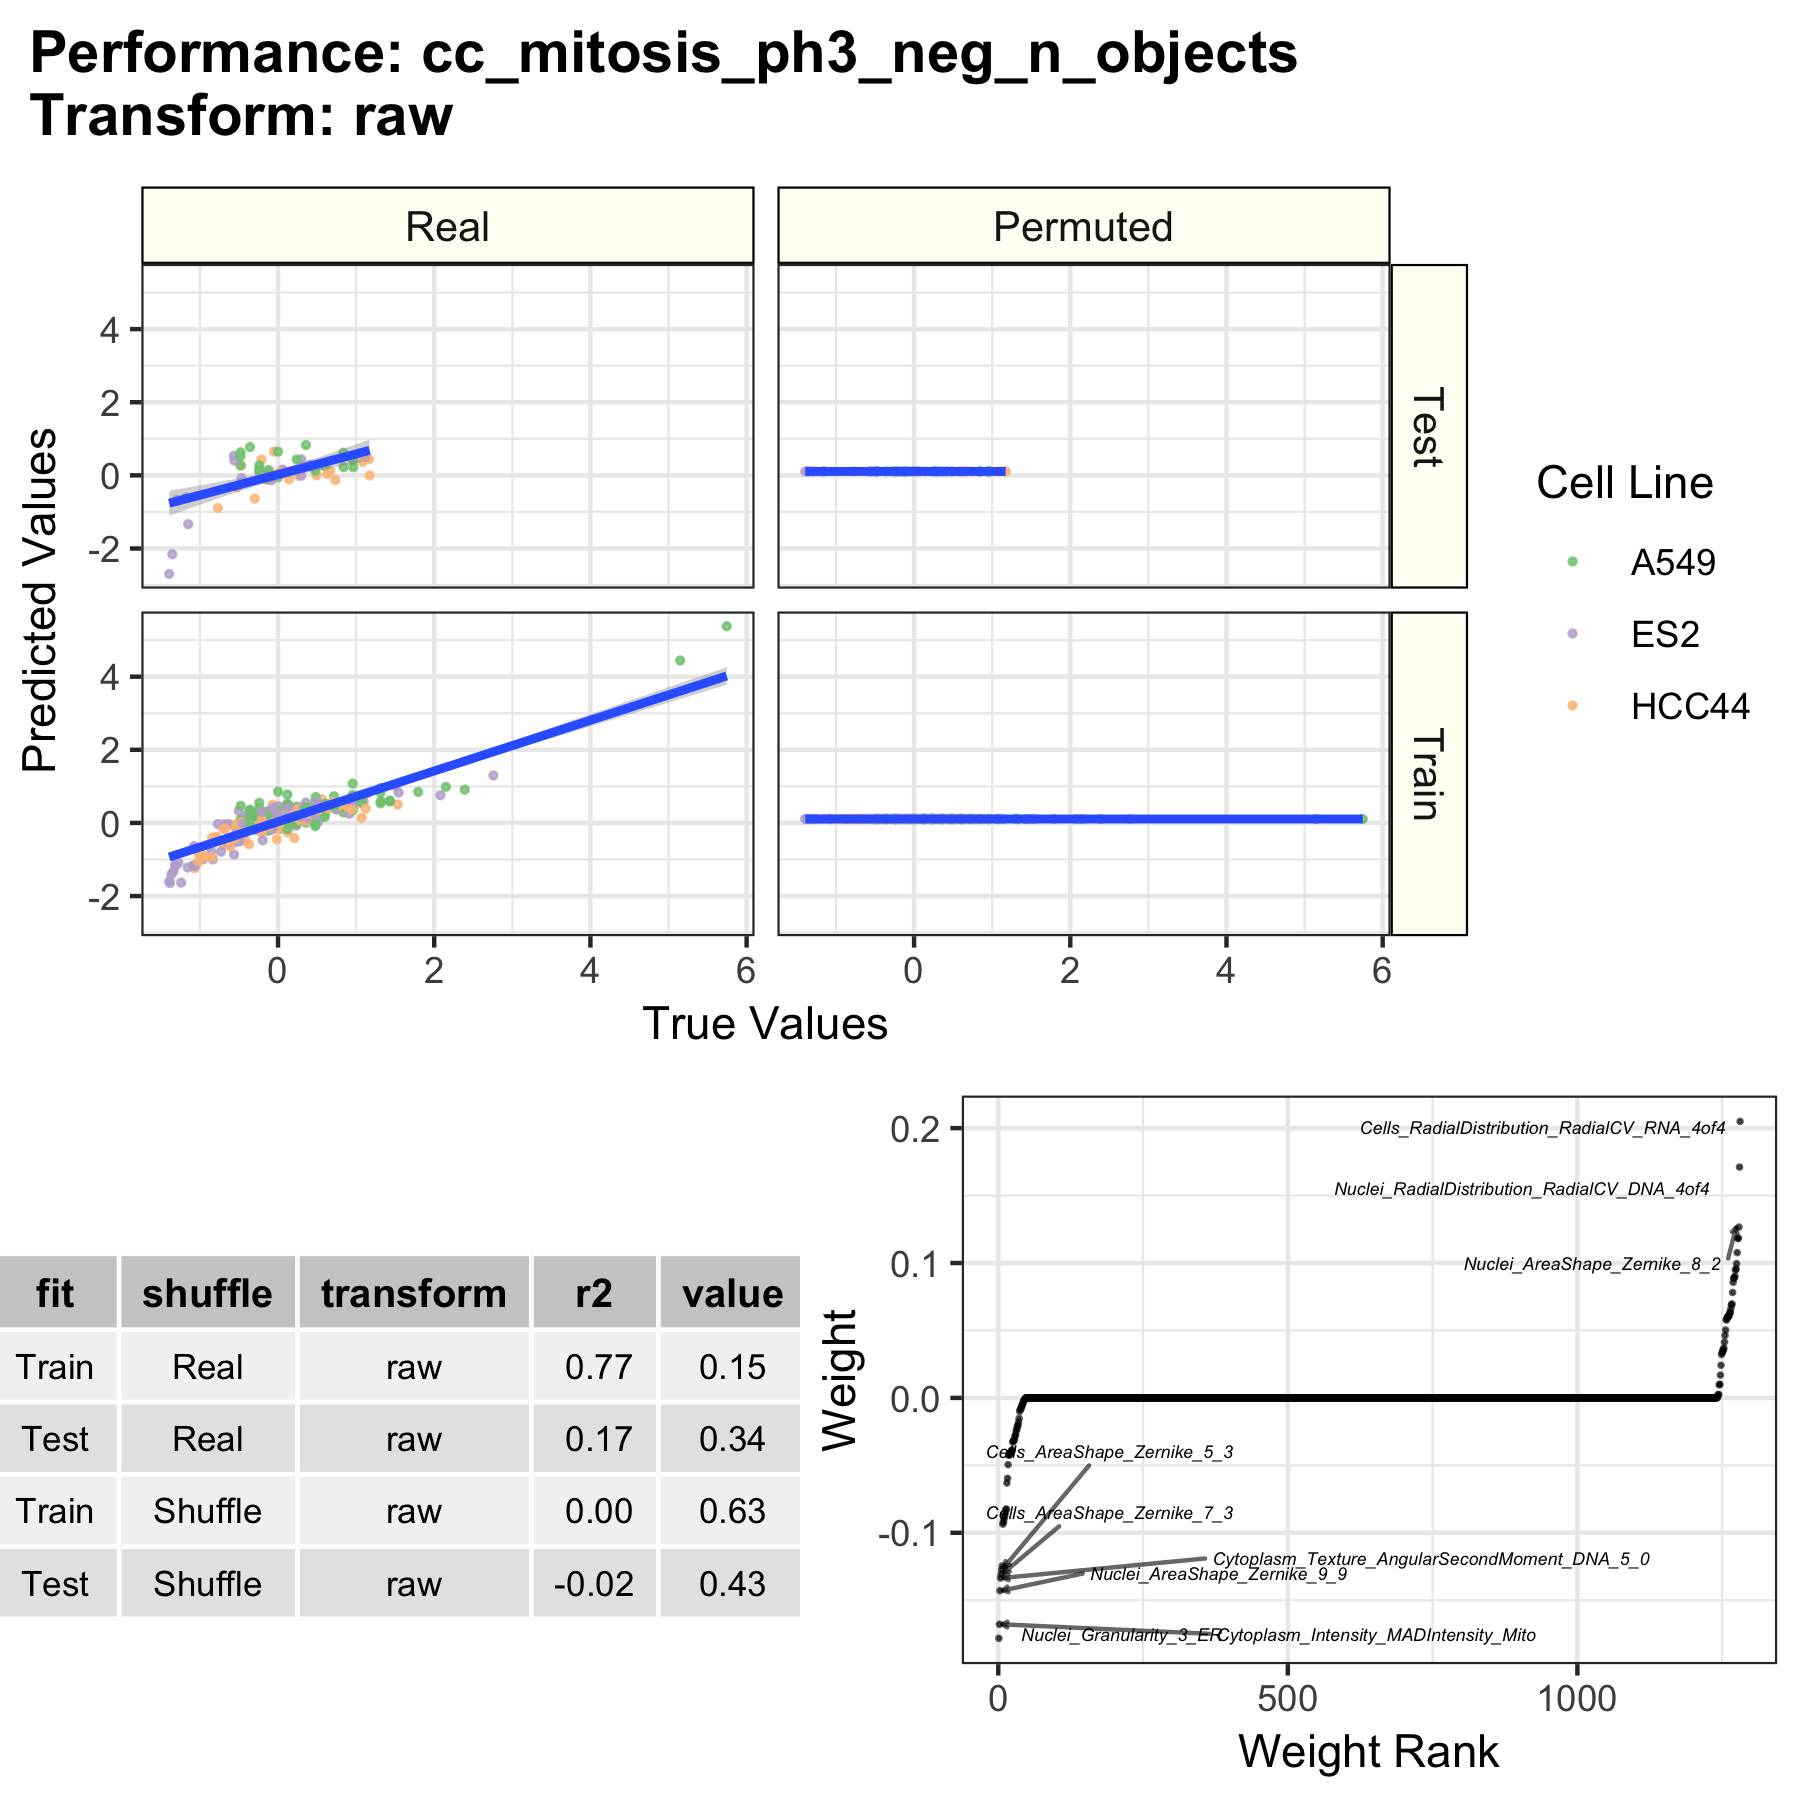 Performance: cc_mitosis_ph3_neg_n_objects
Transform: raw
Real
Permuted
4
2
0
-2
Test
4
2
0
-2
Train
0
2
4
6
0
2
4
6
Predicted Values
True Values
Cell Line
A549
ES2
HCC44
fit shuffle transform r2 value
Train Real raw 0.77 0.15
Test Real raw 0.17 0.34
Train Shuffle raw 0.00 0.63
Test Shuffle raw -0.02 0.43
Weight
0.2
0.1
0.0
-0.1
Cells_RadialDistribution_RadialCV_RNA_4of4
Nuclei_RadialDistribution_RadialCV_DNA_4of4
Nuclei_AreaShape_Zernike_8_2
Cells_AreaShape_Zernike_5_3
Cells_AreaShape_Zernike_7_3
Cytoplasm_Texture_AngularSecondMoment_DNA_5_0
Nuclei_AreaShape_Zernike_9_9
Nuclei_Granularity_3_ER
Cytoplasm_Intensity_MADIntensity_Mito
0
500
1000
Weight Rank